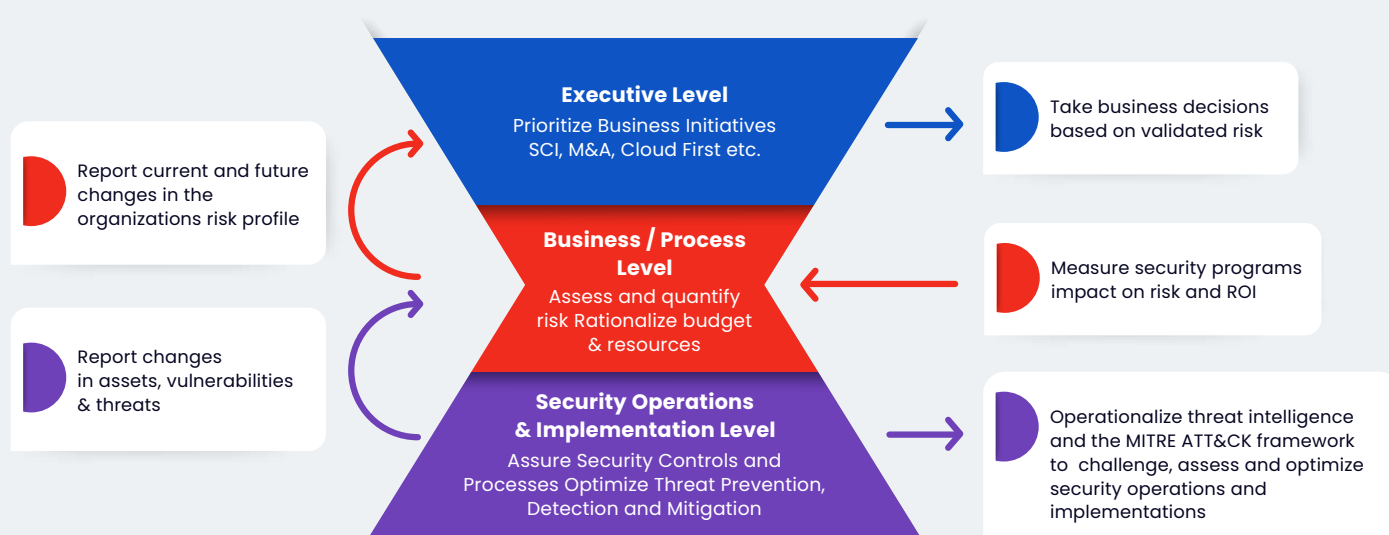 Executive Level
Prioritize Business Initiatives
SCI, M&A, Cloud First etc.
Take business decisions
based on validated risk
Report current and future
changes in the
organizations risk profile
Business / Process
Level
Assess and quantify
risk Rationalize budget
& resources
Measure security programs
impact on risk and ROI
Report changes
in assets, vulnerabilities
& threats
Security Operations
& Implementation Level
Assure Security Controls and
Processes Optimize Threat Prevention,
Detection and Mitigation
Operationalize threat intelligence
and the MITRE ATT&CK framework
to  challenge, assess and optimize
security operations and
implementations